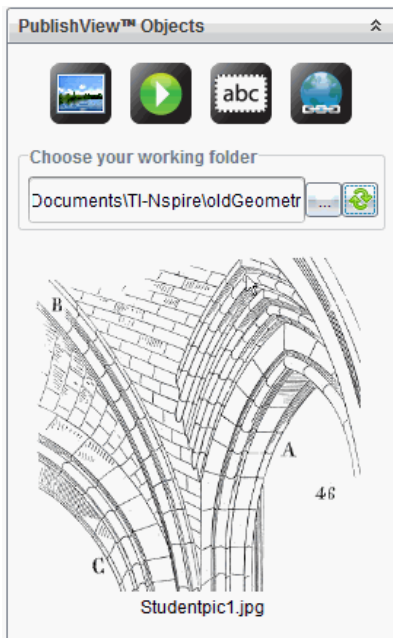 PublishView™ Objects
abc
Choose your working folder
Documents\TI-Nspire\oldGeometr
...
B
A
46
C
Studentpic1.jpg